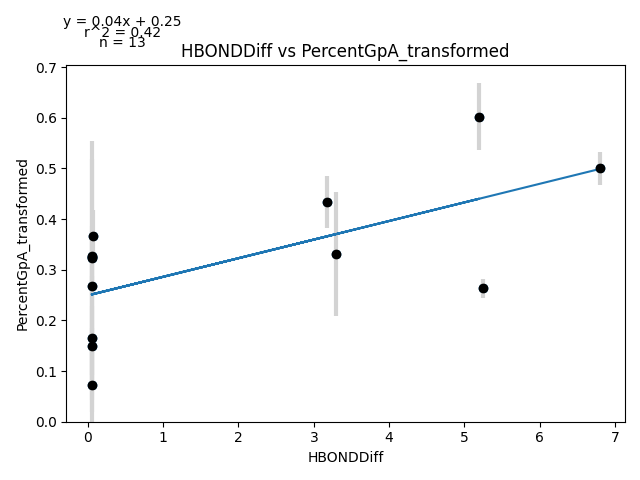 y = 0.04x + 0.25
r^2 = 0.42
n = 13
HBONDDiff vs PercentGpA_transformed
PercentGpA_transformed
0.7
0.6
0.5
0.4
0.3
0.2
0.1
0.0
0 1 2 3 4 5 6 7
HBONDDiff